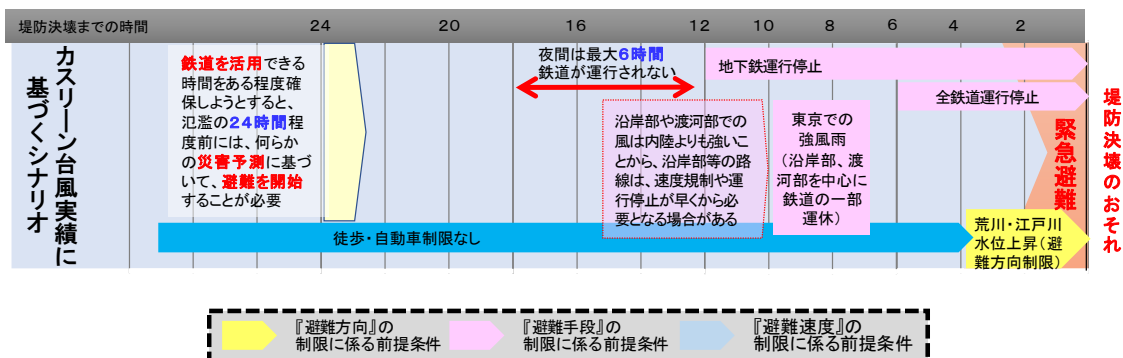 堤防決壊までの時間
24
20
16
12
10
8
6
4
2
カスリーン台風実績に
基づくシナリオ
鉄道を活用できる
時間をある程度確
保しようとすると、
氾濫の24時間程
度前には、何らか
の災害予測に基づ
いて、避難を開始
することが必要
夜間は最大6時間
鉄道が運行されない
地下鉄運行停止
全鉄道運行停止
沿岸部や渡河部での
風は内陸よりも強いこ
とから、沿岸部等の路
線は、速度規制や運
行停止が早くから必
要となる場合がある
東京での
強風雨
(沿岸部、渡
河部を中心に
鉄道の一部
運休)
緊急避難
堤防決壊のおそれ
徒歩・自動車制限なし
荒川・江戸川
水位上昇(避
難方向制限)
『避難方向』の
制限に係る前提条件
『避難手段』の
制限に係る前提条件
『避難速度』の
制限に係る前提条件